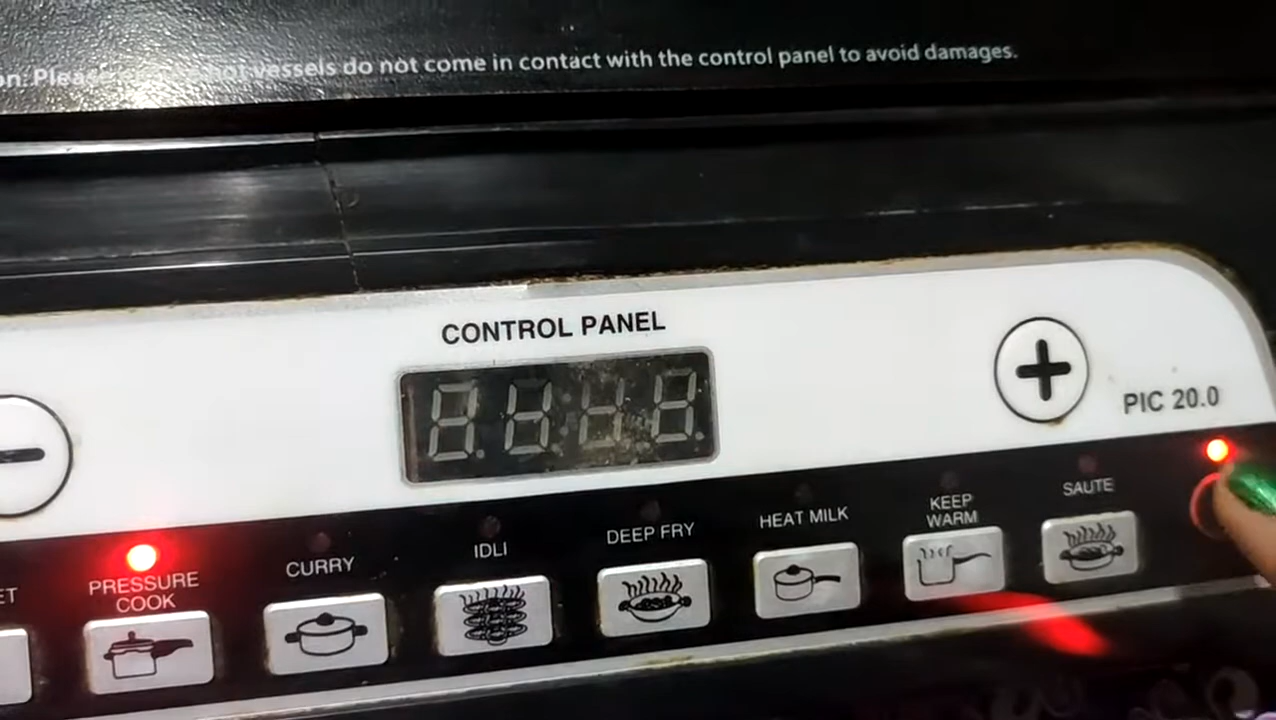 on. Please hot vessels do not come in contact with the control panel to avoid damages.
CONTROL PANEL
PIC 20.0
ET
PRESSURE
COOK
CURRY
IDLI
DEEP FRY
HEAT MILK
KEEP
WARM
SAUTE